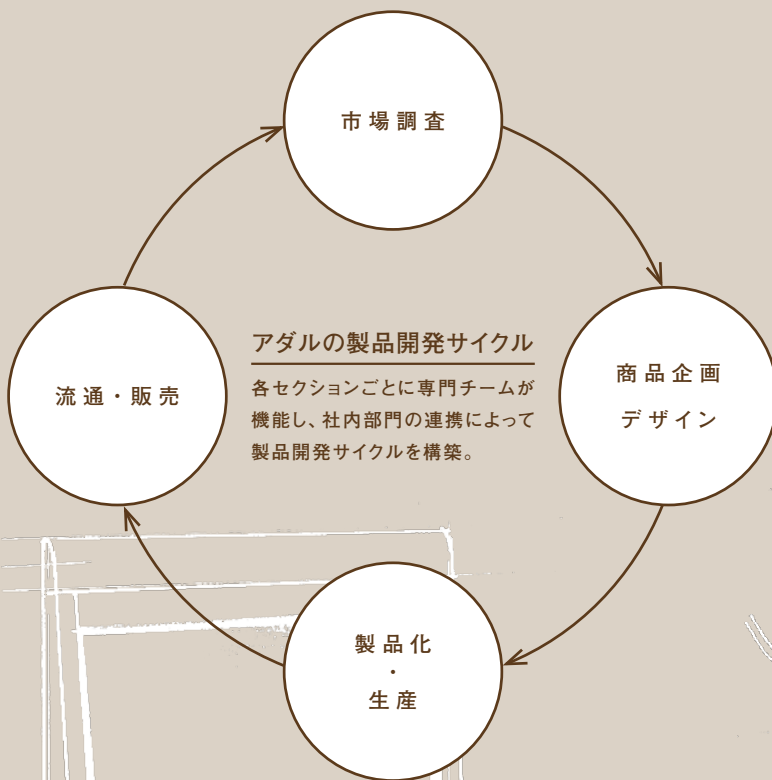 市場調査
アダルの製品開発サイクル
各セクションごとに専門チームが
機能し、社内部門の連携によって
製品開発サイクルを構築。
商品企画
デザイン
製品化
・
生産
流通・販売